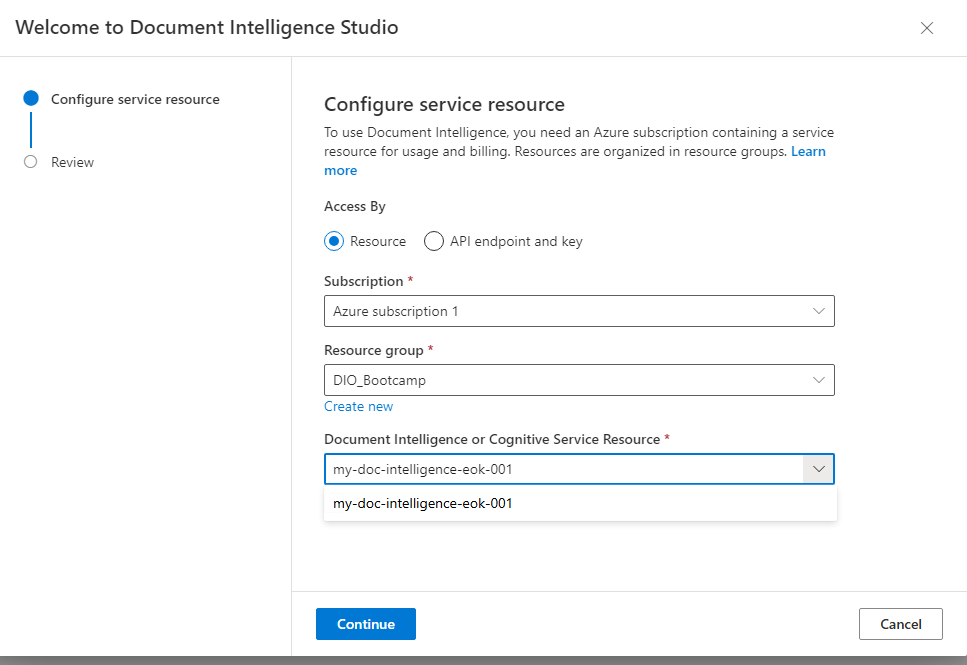 Welcome to Document Intelligence Studio
Configure service resource
Review
Configure service resource
To use Document Intelligence, you need an Azure subscription containing a service
resource for usage and billing. Resources are organized in resource groups. Learn
more
Access By
Resource API endpoint and key
Subscription *
Azure subscription 1
Resource group *
DIO_Bootcamp
Create new
Document Intelligence or Cognitive Service Resource *
my-doc-intelligence-eok-001
my-doc-intelligence-eok-001
Continue Cancel